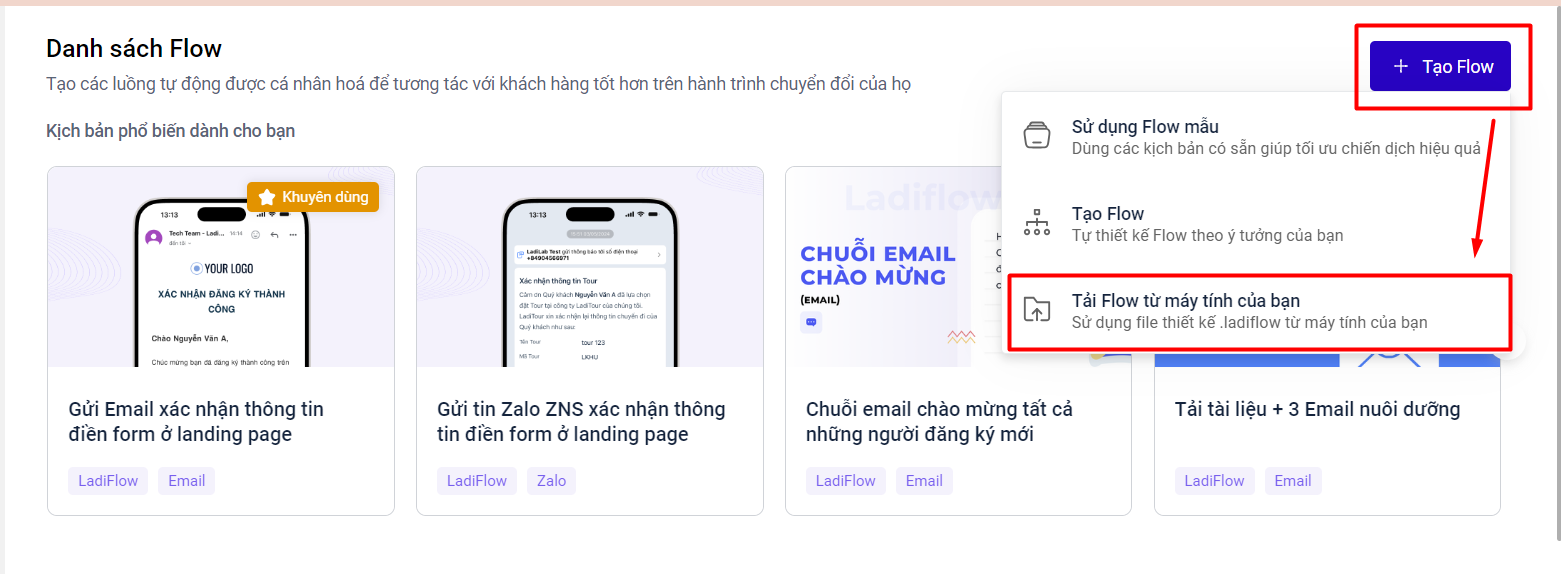 Danh sách Flow
Tạo các luồng tự động được cá nhân hoá để tương tác với khách hàng tốt hơn trên hành trình chuyển đổi của họ
+ Tạo Flow
Sử dụng Flow mẫu
Dùng các kịch bản có sẵn giúp tối ưu chiến dịch hiệu quả
Tạo Flow
Tự thiết kế Flow theo ý tưởng của bạn
Tải Flow từ máy tính của bạn
Sử dụng file thiết kế .ladiflow từ máy tính của bạn
Kịch bản phổ biến dành cho bạn
Khuyên dùng
13:13
Tech Team - Ladi... 14:14
đến tôi
YOUR LOGO
XÁC NHẬN ĐĂNG KÝ THÀNH
CÔNG
Chào Nguyễn Văn A,
Chúc mừng bạn đã đăng ký thành công trên
Gửi Email xác nhận thông tin
điền form ở landing page
LadiFlow Email
13:13
LadiLab Test gửi thông báo tới số điện thoại
+84904566971
Xác nhận thông tin Tour
Cảm ơn Quý khách Nguyễn Văn A đã lựa chọn
đặt Tour tại công ty LadiTour của chúng tôi.
LadiTour xin xác nhận lại thông tin chuyến đi của
Quý khách như sau:
Tên Tour tour 123
Mã Tour LKHU
Gửi tin Zalo ZNS xác nhận thông
tin điền form ở landing page
LadiFlow Zalo
Ladiflow
CHUỖI EMAIL
CHÀO MỪNG
(EMAIL)
Chuỗi email chào mừng tất cả
những người đăng ký mới
LadiFlow Email
Tải tài liệu + 3 Email nuôi dưỡng
LadiFlow Email